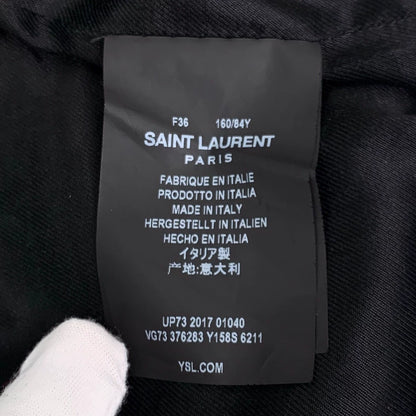 F36 160/84Y
SAINT LAURENT
PARIS
FABRIQUE EN ITALIE
PRODOTTO IN ITALIA
MADE IN ITALY
HERGESTELLT IN ITALIEN
HECHO EN ITALIA
イタリア製
产地:意大利
UP73 2017 01040
VG73 376283 Y158S 6211
YSL.COM